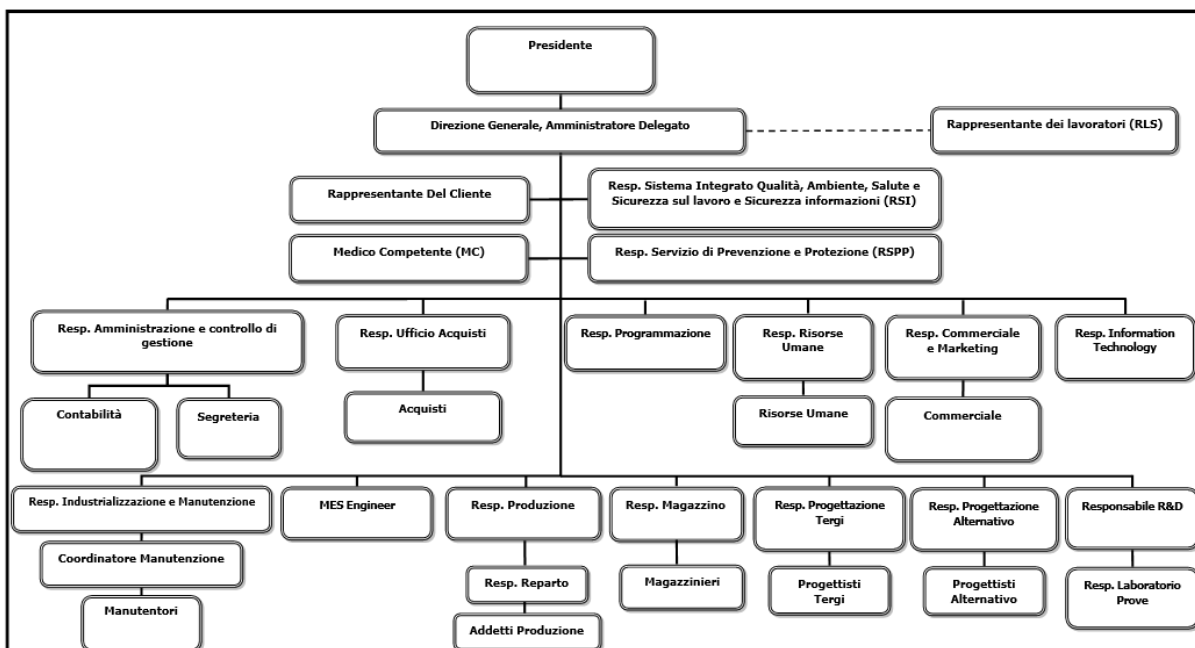 Presidente
Direzione Generale, Amministratore Delegato
Rappresentante dei lavoratori (RLS)
Rappresentante Del Cliente
Resp. Sistema Integrato Qualità, Ambiente, Salute e
Sicurezza sul lavoro e Sicurezza informazioni (RSI)
Medico Competente (MC)
Resp. Servizio di Prevenzione e Protezione (RSPP)
Resp. Amministrazione e controllo di
gestione
Resp. Ufficio Acquisti
Resp. Programmazione
Resp. Risorse
Umane
Resp. Commerciale
e Marketing
Resp. Information
Technology
Contabilità
Segreteria
Acquisti
Risorse Umane
Commerciale
Resp. Industrializzazione e Manutenzione
MES Engineer
Resp. Produzione
Resp. Magazzino
Resp. Progettazione
Tergi
Resp. Progettazione
Alternativo
Responsabile R&D
Coordinatore Manutenzione
Resp. Reparto
Magazzinieri
Progettisti
Tergi
Progettisti
Alternativo
Resp. Laboratorio
Prove
Manutentori
Addetti Produzione